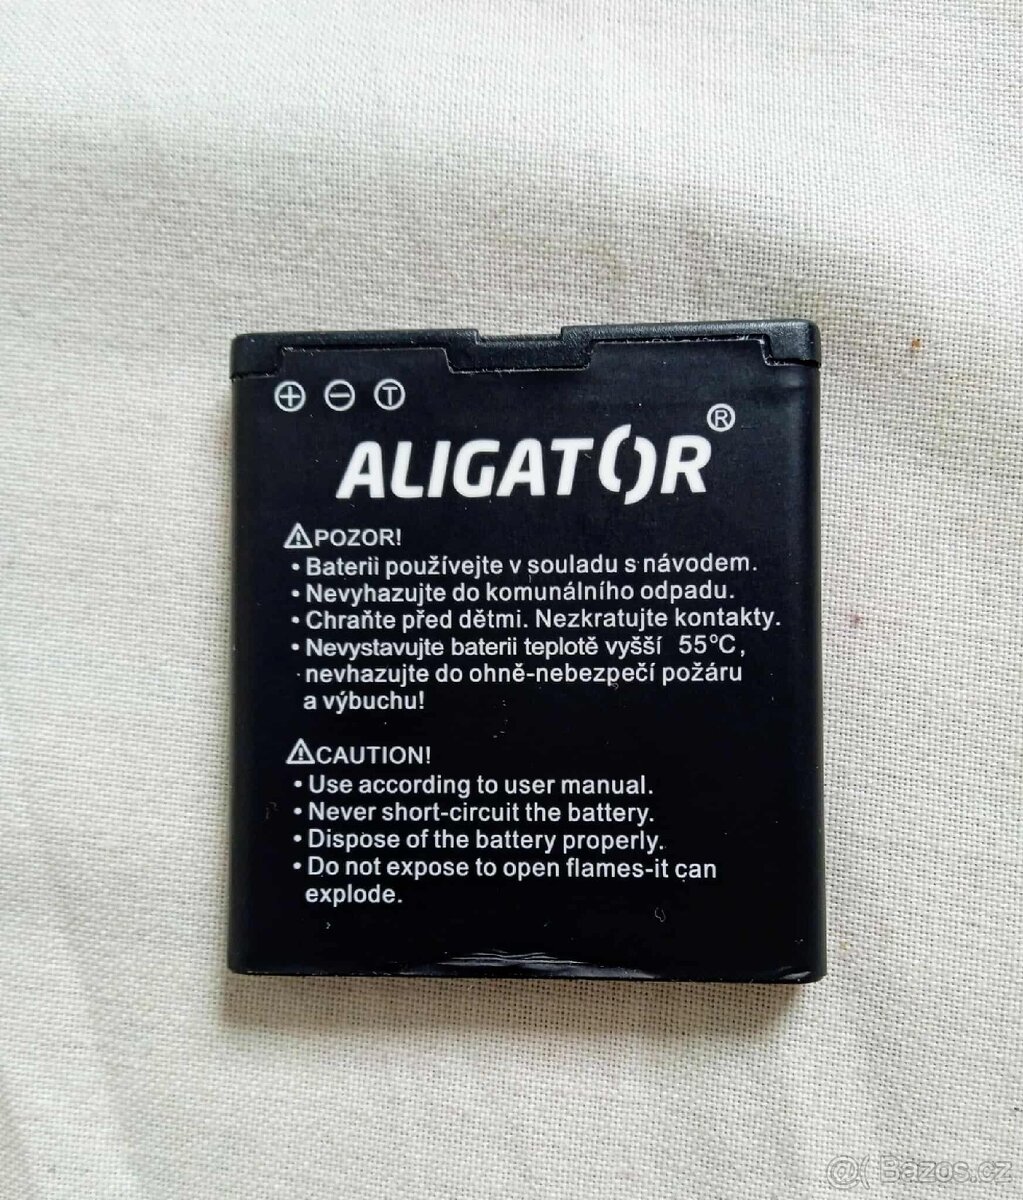 + - T
ALIGATOR®
⚠POZOR!
• Baterii používejte v souladu s návodem.
• Nevyhazujte do komunálního odpadu.
• Chraňte před dětmi. Nezkratujte kontakty.
• Nevystavujte baterii teplotě vyšší 55°C,
nevhazujte do ohně-nebezpečí požáru
a výbuchu!
⚠CAUTION!
• Use according to user manual.
• Never short-circuit the battery.
• Dispose of the battery properly.
• Do not expose to open flames-it can
explode.
@( Bazos.cz